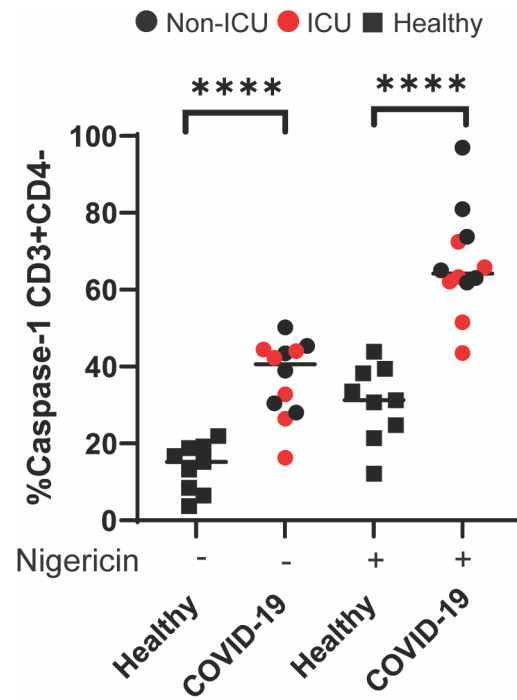 Non-ICU ICU Healthy
**** ****
%Caspase-1 CD3+CD4-
100
80
60
40
20
0
Nigericin - - + +
Healthy COVID-19 Healthy COVID-19